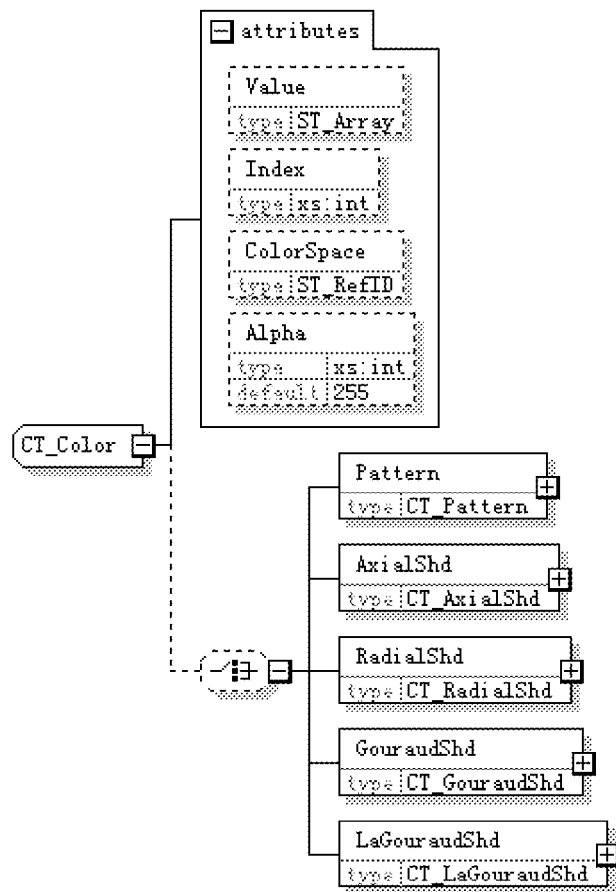 attributes
Value
type ST_Array
Index
type xs:int
ColorSpace
type ST_RefID
Alpha
type xs:int
default 255
CT_Color
Pattern
type CT_Pattern
AxialShd
type CT_AxialShd
RadialShd
type CT_RadialShd
GouraudShd
type CT_GouraudShd
LaGouraudShd
type CT_LaGouraudShd